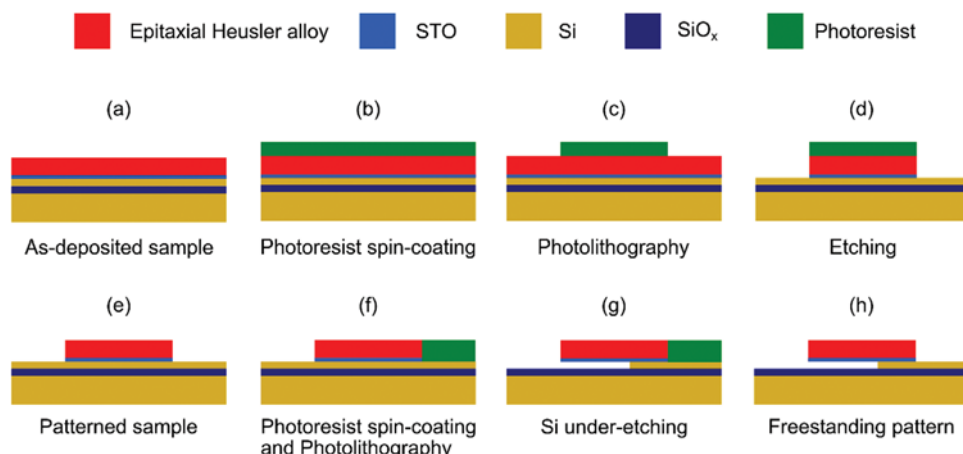 Epitaxial Heusler alloy STO Si SiOx Photoresist
(a) (b) (c) (d)
As-deposited sample Photoresist spin-coating Photolithography Etching
(e) (f) (g) (h)
Patterned sample Photoresist spin-coating Si under-etching Freestanding pattern
and Photolithography